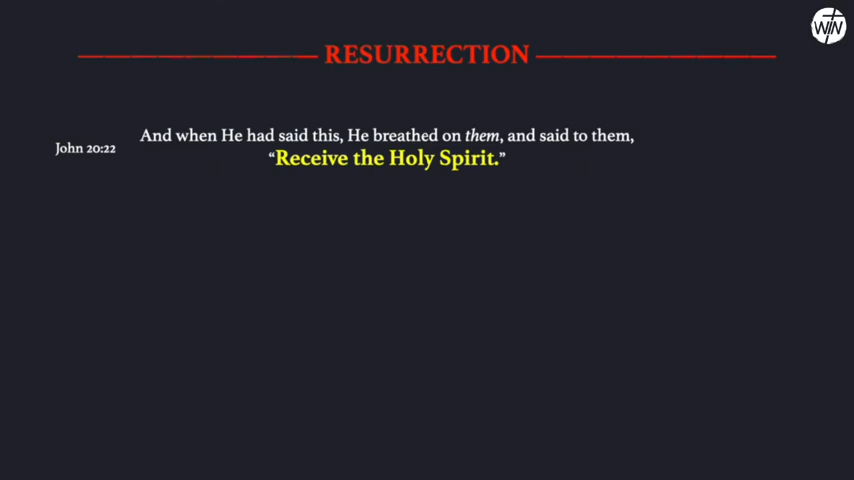 WIN
RESURRECTION
And when He had said this, He breathed on them, and said to them,
John 20:22
“Receive the Holy Spirit.”